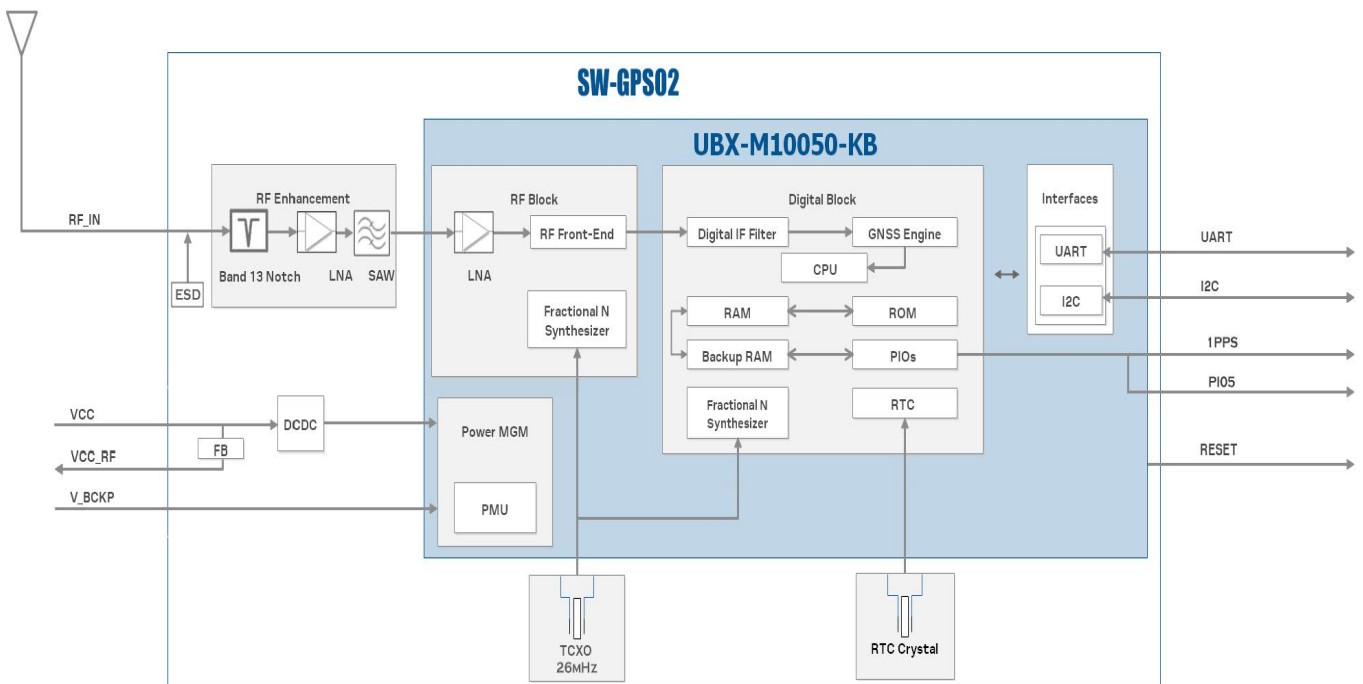 SW-GPS02
UBX-M10050-KB
RF_IN
ESD
RF Enhancement
Band 13 Notch
LNA
SAW
RF Block
LNA
RF Front-End
Fractional N
Synthesizer
Digital Block
Digital IF Filter
GNSS Engine
CPU
RAM
ROM
Backup RAM
PIOs
Fractional N
Synthesizer
RTC
Interfaces
UART
I2C
UART
I2C
1PPS
PIO5
RESET
VCC
FB
DCDC
VCC_RF
V_BCKP
Power MGM
PMU
TCXO
26MHz
RTC Crystal